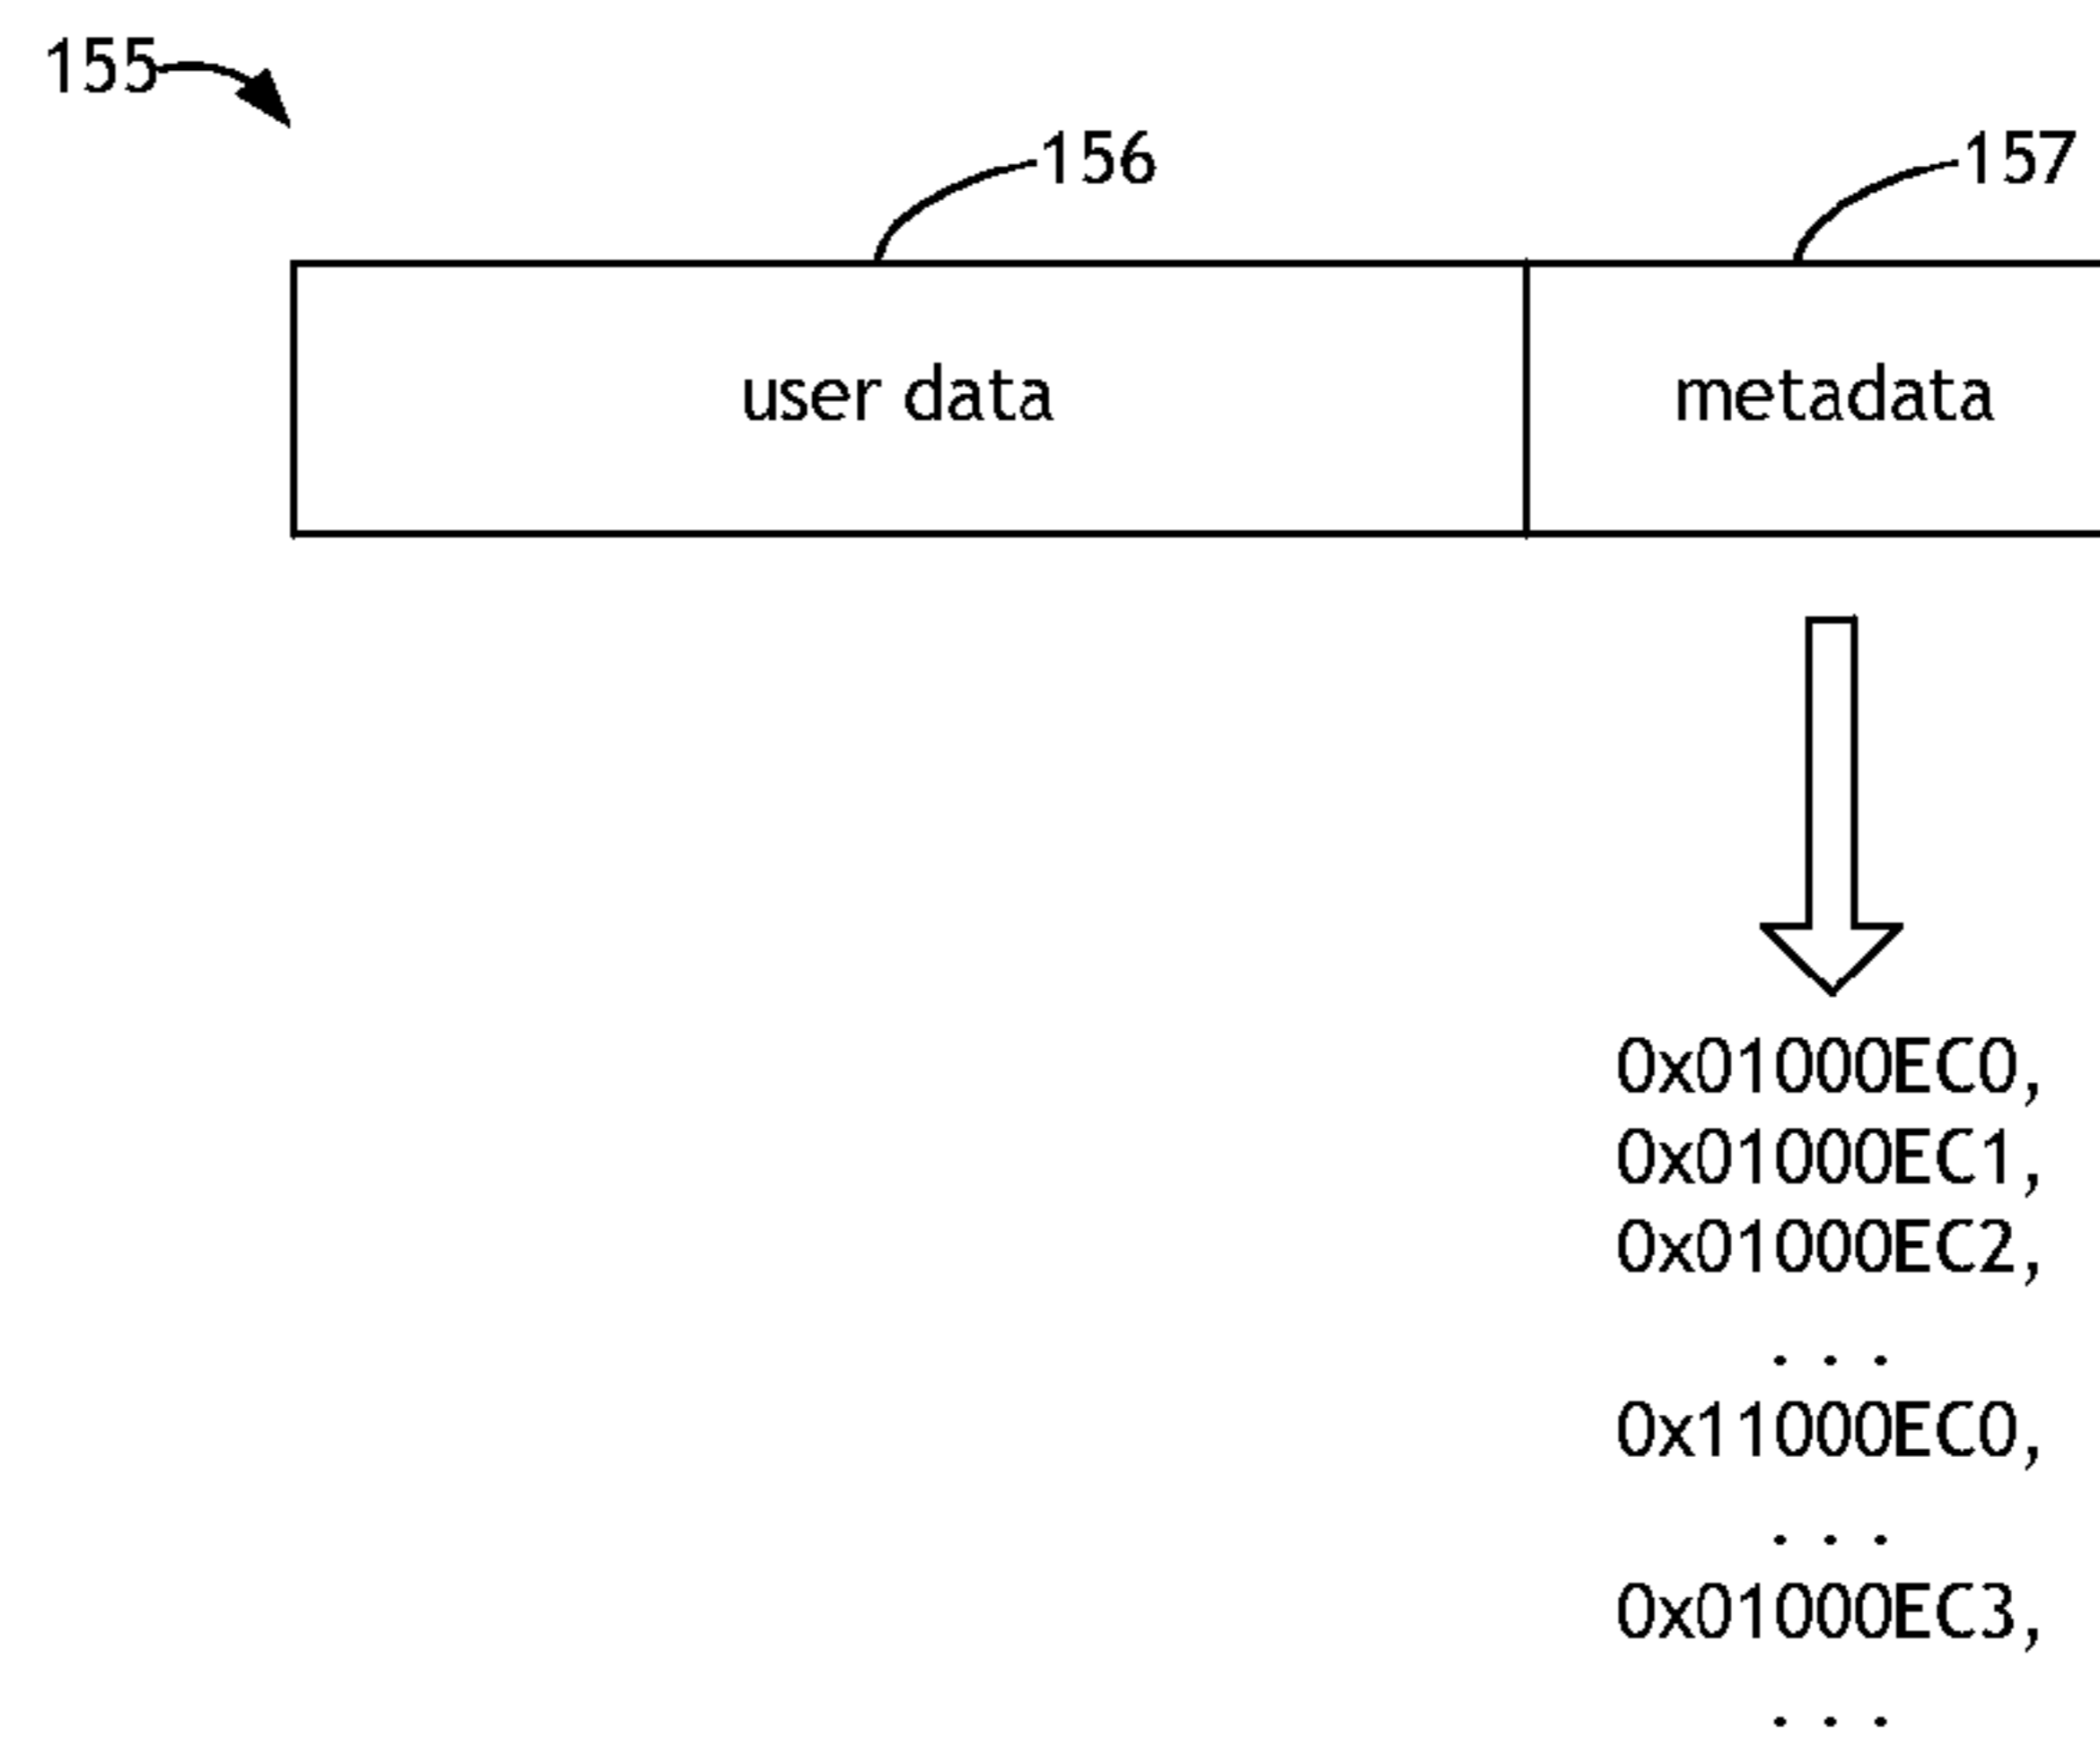 155
156
157
user data
metadata
0x01000EC0,
0x01000EC1,
0x01000EC2,
. . .
0x11000EC0,
. . .
0x01000EC3,
. . .